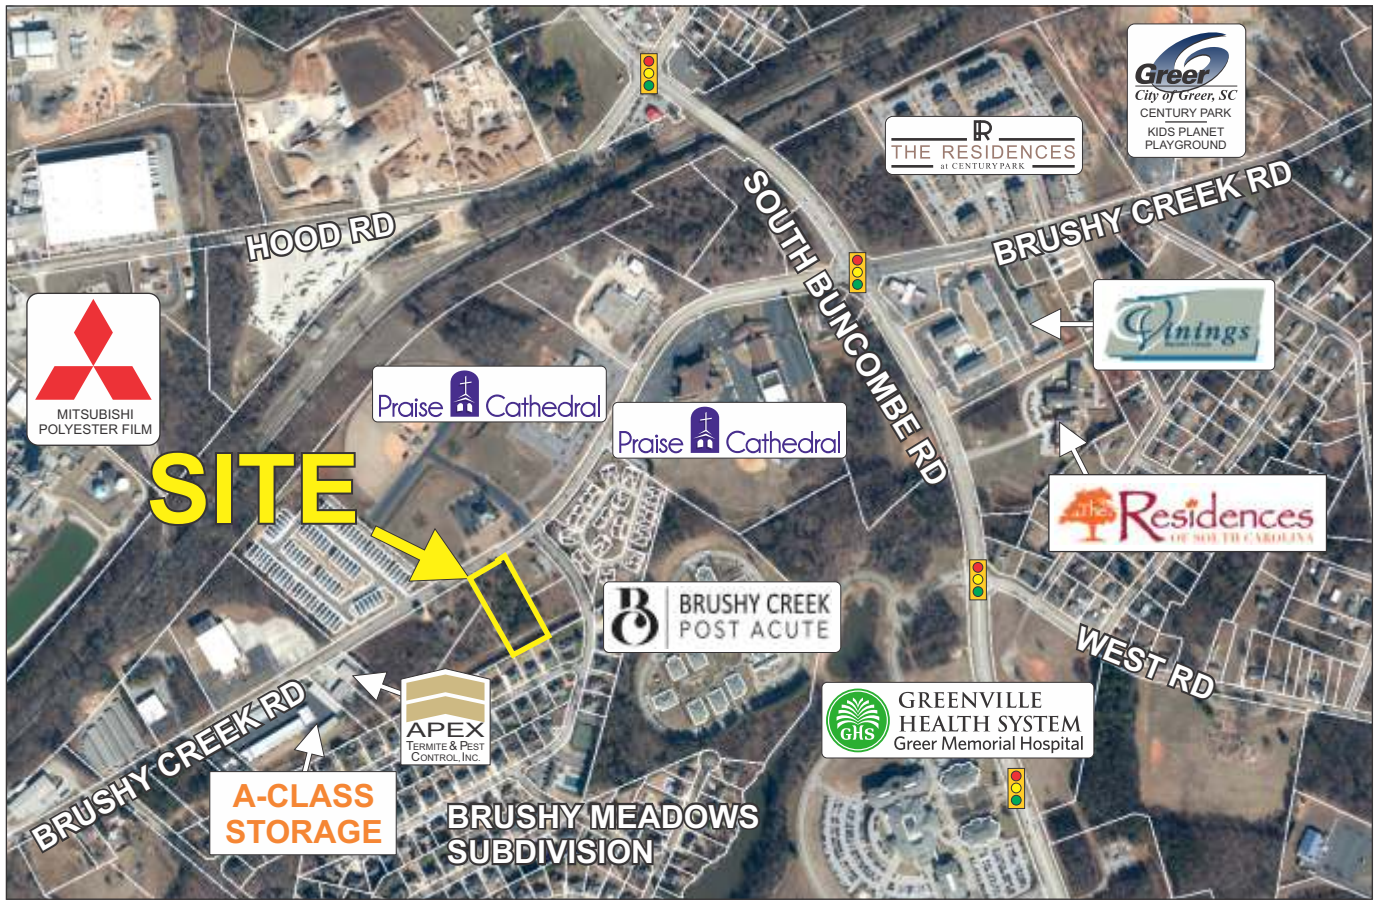 Greer
City of Greer, SC
CENTURY PARK
KIDS PLANET
PLAYGROUND
R
THE RESIDENCES
at CENTURY PARK
BRUSHY CREEK RD
HOOD RD
SOUTH BUNCOMBE RD
Vinings
MITSUBISHI
POLYESTER FILM
Praise Cathedral
Praise Cathedral
SITE
The Residences
OF SOUTH CAROLINA
BRUSHY CREEK
POST ACUTE
WEST RD
GHS
GREENVILLE
HEALTH SYSTEM
Greer Memorial Hospital
APEX
TERMITE & PEST
CONTROL, INC.
BRUSHY CREEK RD
A-CLASS
STORAGE
BRUSHY MEADOWS
SUBDIVISION